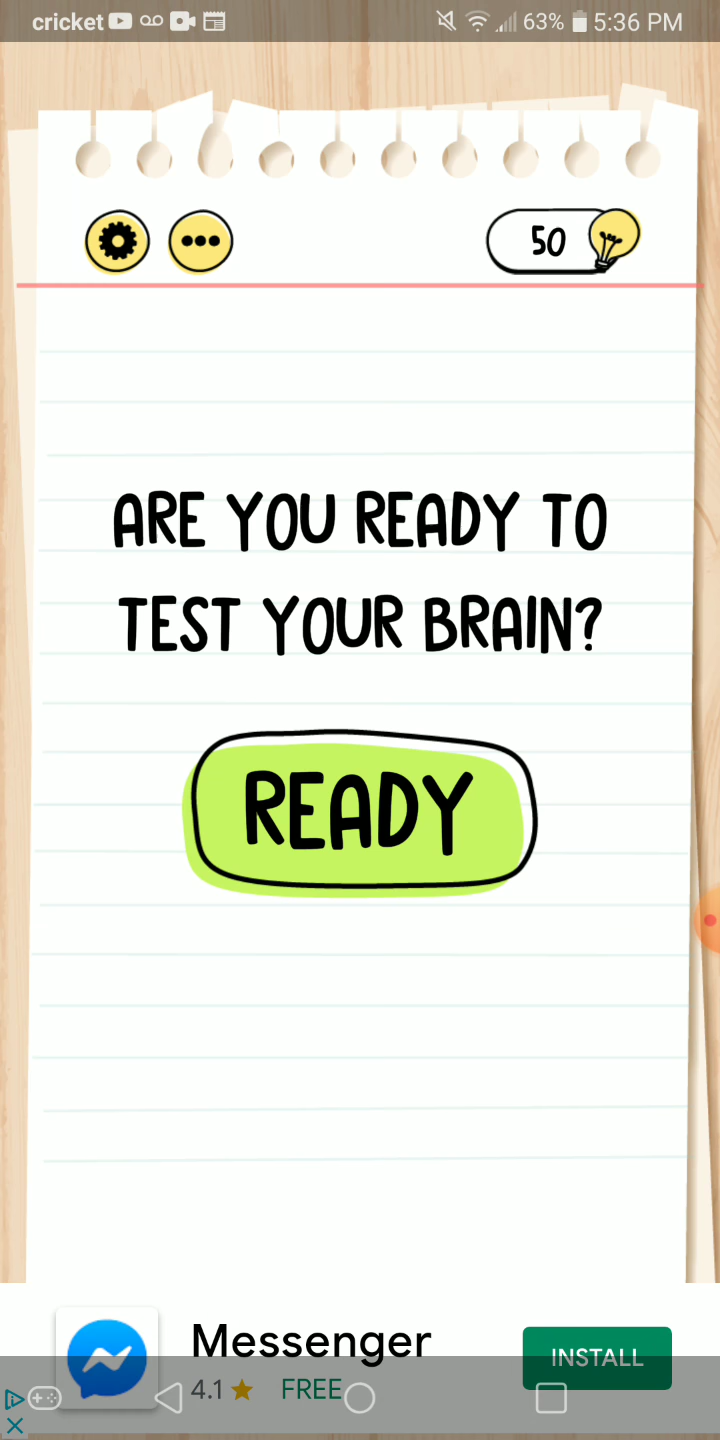 cricket 63% 5:36 PM
50
ARE YOU READY TO
TEST YOUR BRAIN?
READY
Messenger
INSTALL
4.1 FREE